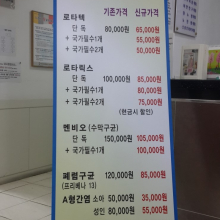 기존가격 신규가격
로타텍
단 독 80,000원 65,000원
+ 국가필수1개 55,000원
+ 국가필수2개 50,000원
로타릭스
단 독 100,000원 85,000원
+ 국가필수1개 80,000원
+ 국가필수2개 75,000원
(현금시 할인)
멘비오 (수막구균)
단 독 150,000원 105,000원
+ 국가필수1개 100,000원
폐렴구균 120,000원 85,000원
(프리베나 13)
A형간염 소아 50,000원 35,000원
성인 80,000원 55,000원